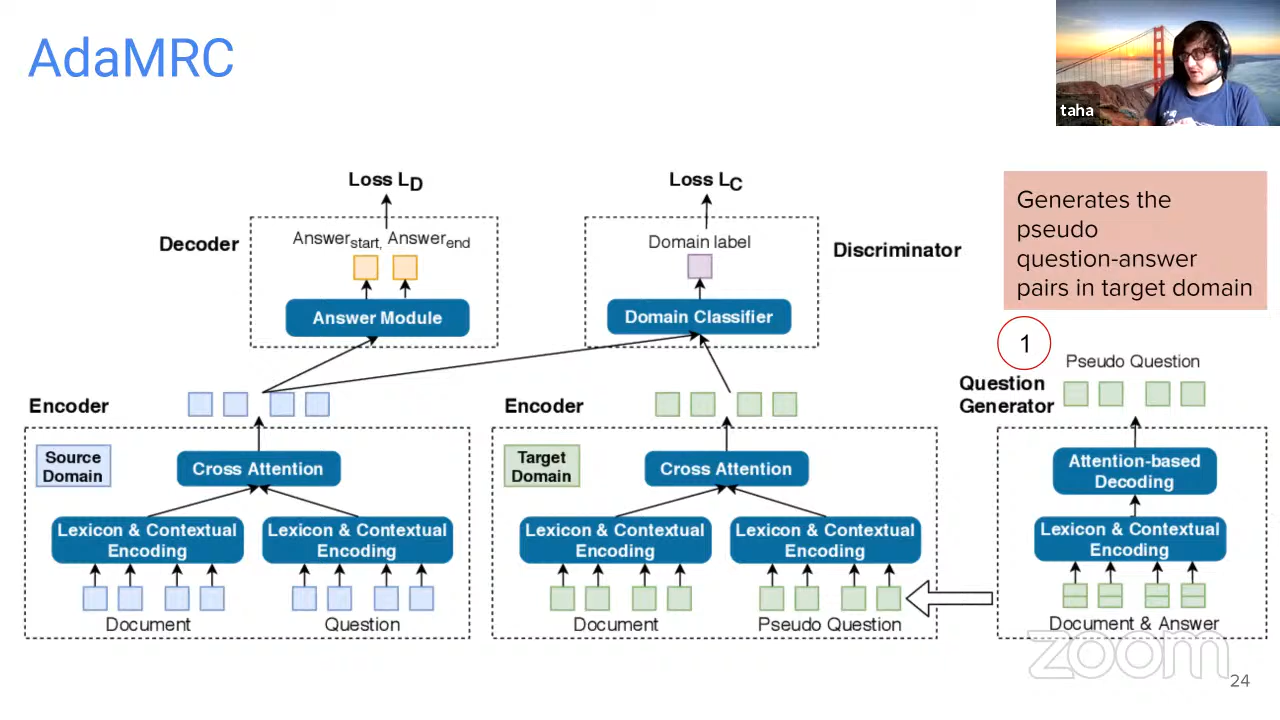 AdaMRC
taha
Loss LD
Loss LC
Generates the
pseudo
question-answer
pairs in target domain
Decoder
Answerstart, Answerend
Domain label
Discriminator
Answer Module
Domain Classifier
1
Pseudo Question
Question
Generator
Encoder
Encoder
Source
Domain
Cross Attention
Target
Domain
Cross Attention
Attention-based
Decoding
Lexicon & Contextual
Encoding
Lexicon & Contextual
Encoding
Lexicon & Contextual
Encoding
Lexicon & Contextual
Encoding
Lexicon & Contextual
Encoding
Document
Question
Document
Pseudo Question
Document & Answer
zoom
24